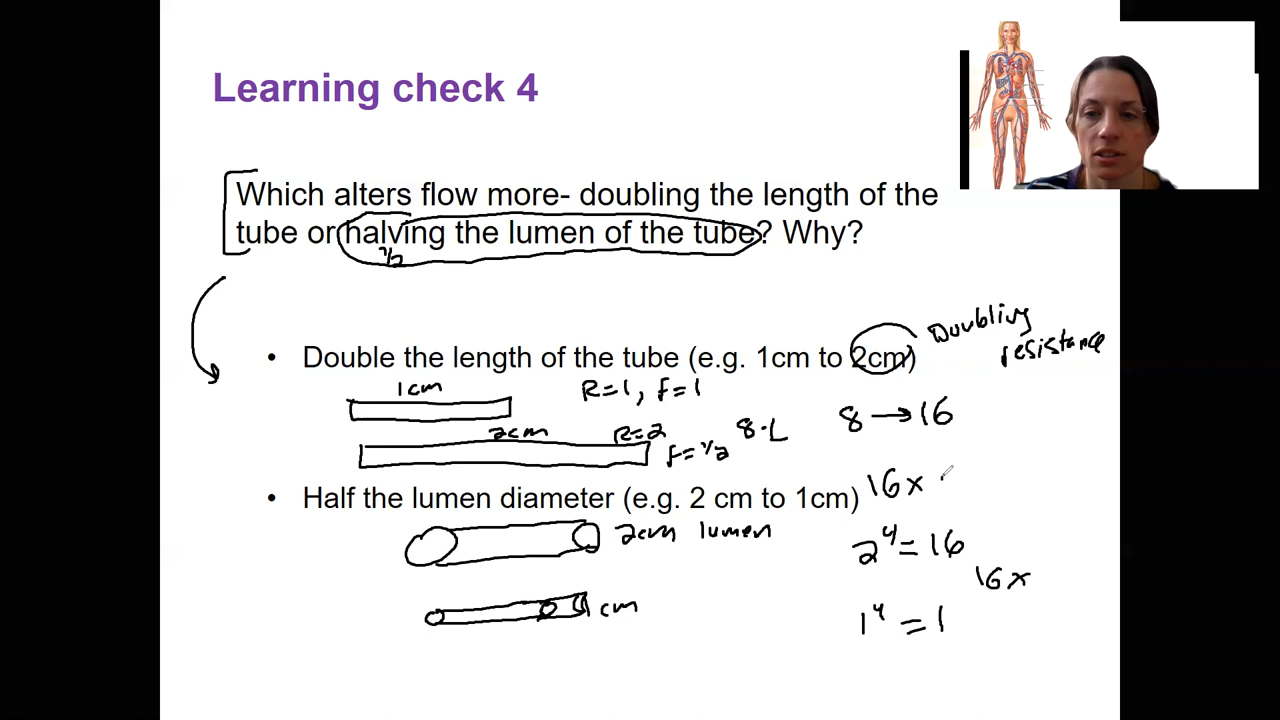 Learning check 4
Which alters flow more- doubling the length of the
tube or halving the lumen of the tube? Why?
1/2
Doubling
resistance
• Double the length of the tube (e.g. 1cm to 2cm)
1cm
R=1, f=1
8 → 16
2cm
R=2
f=1/2
8·L
• Half the lumen diameter (e.g. 2 cm to 1cm)
16x
2cm lumen
2⁴=16
16x
1cm
1⁴=1